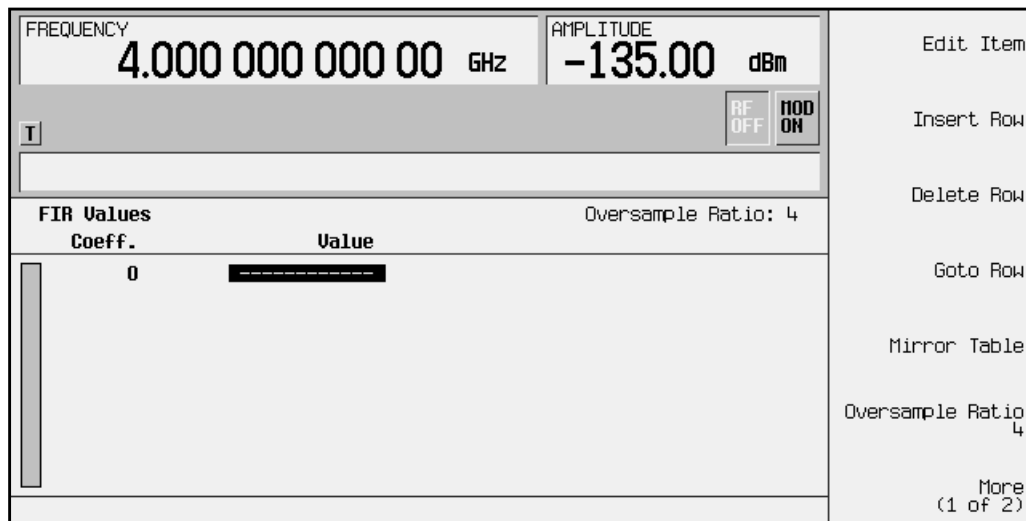 FREQUENCY
4.000 000 000 00 GHz
AMPLITUDE
-135.00 dBm
RF OFF
MOD ON
T
FIR Values
Oversample Ratio: 4
Coeff. Value
0 ------------
Edit Item
Insert Row
Delete Row
Goto Row
Mirror Table
Oversample Ratio
4
More
(1 of 2)